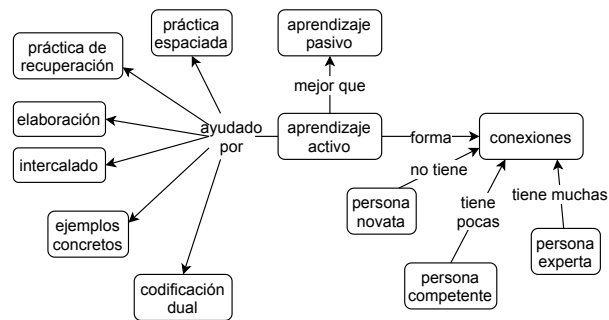 práctica
espaciada
práctica de
recuperación
elaboración
intercalado
ejemplos
concretos
codificación
dual
ayudado
por
aprendizaje
pasivo
mejor que
aprendizaje
activo
forma
conexiones
no tiene
persona
novata
tiene
pocas
persona
competente
tiene muchas
persona
experta